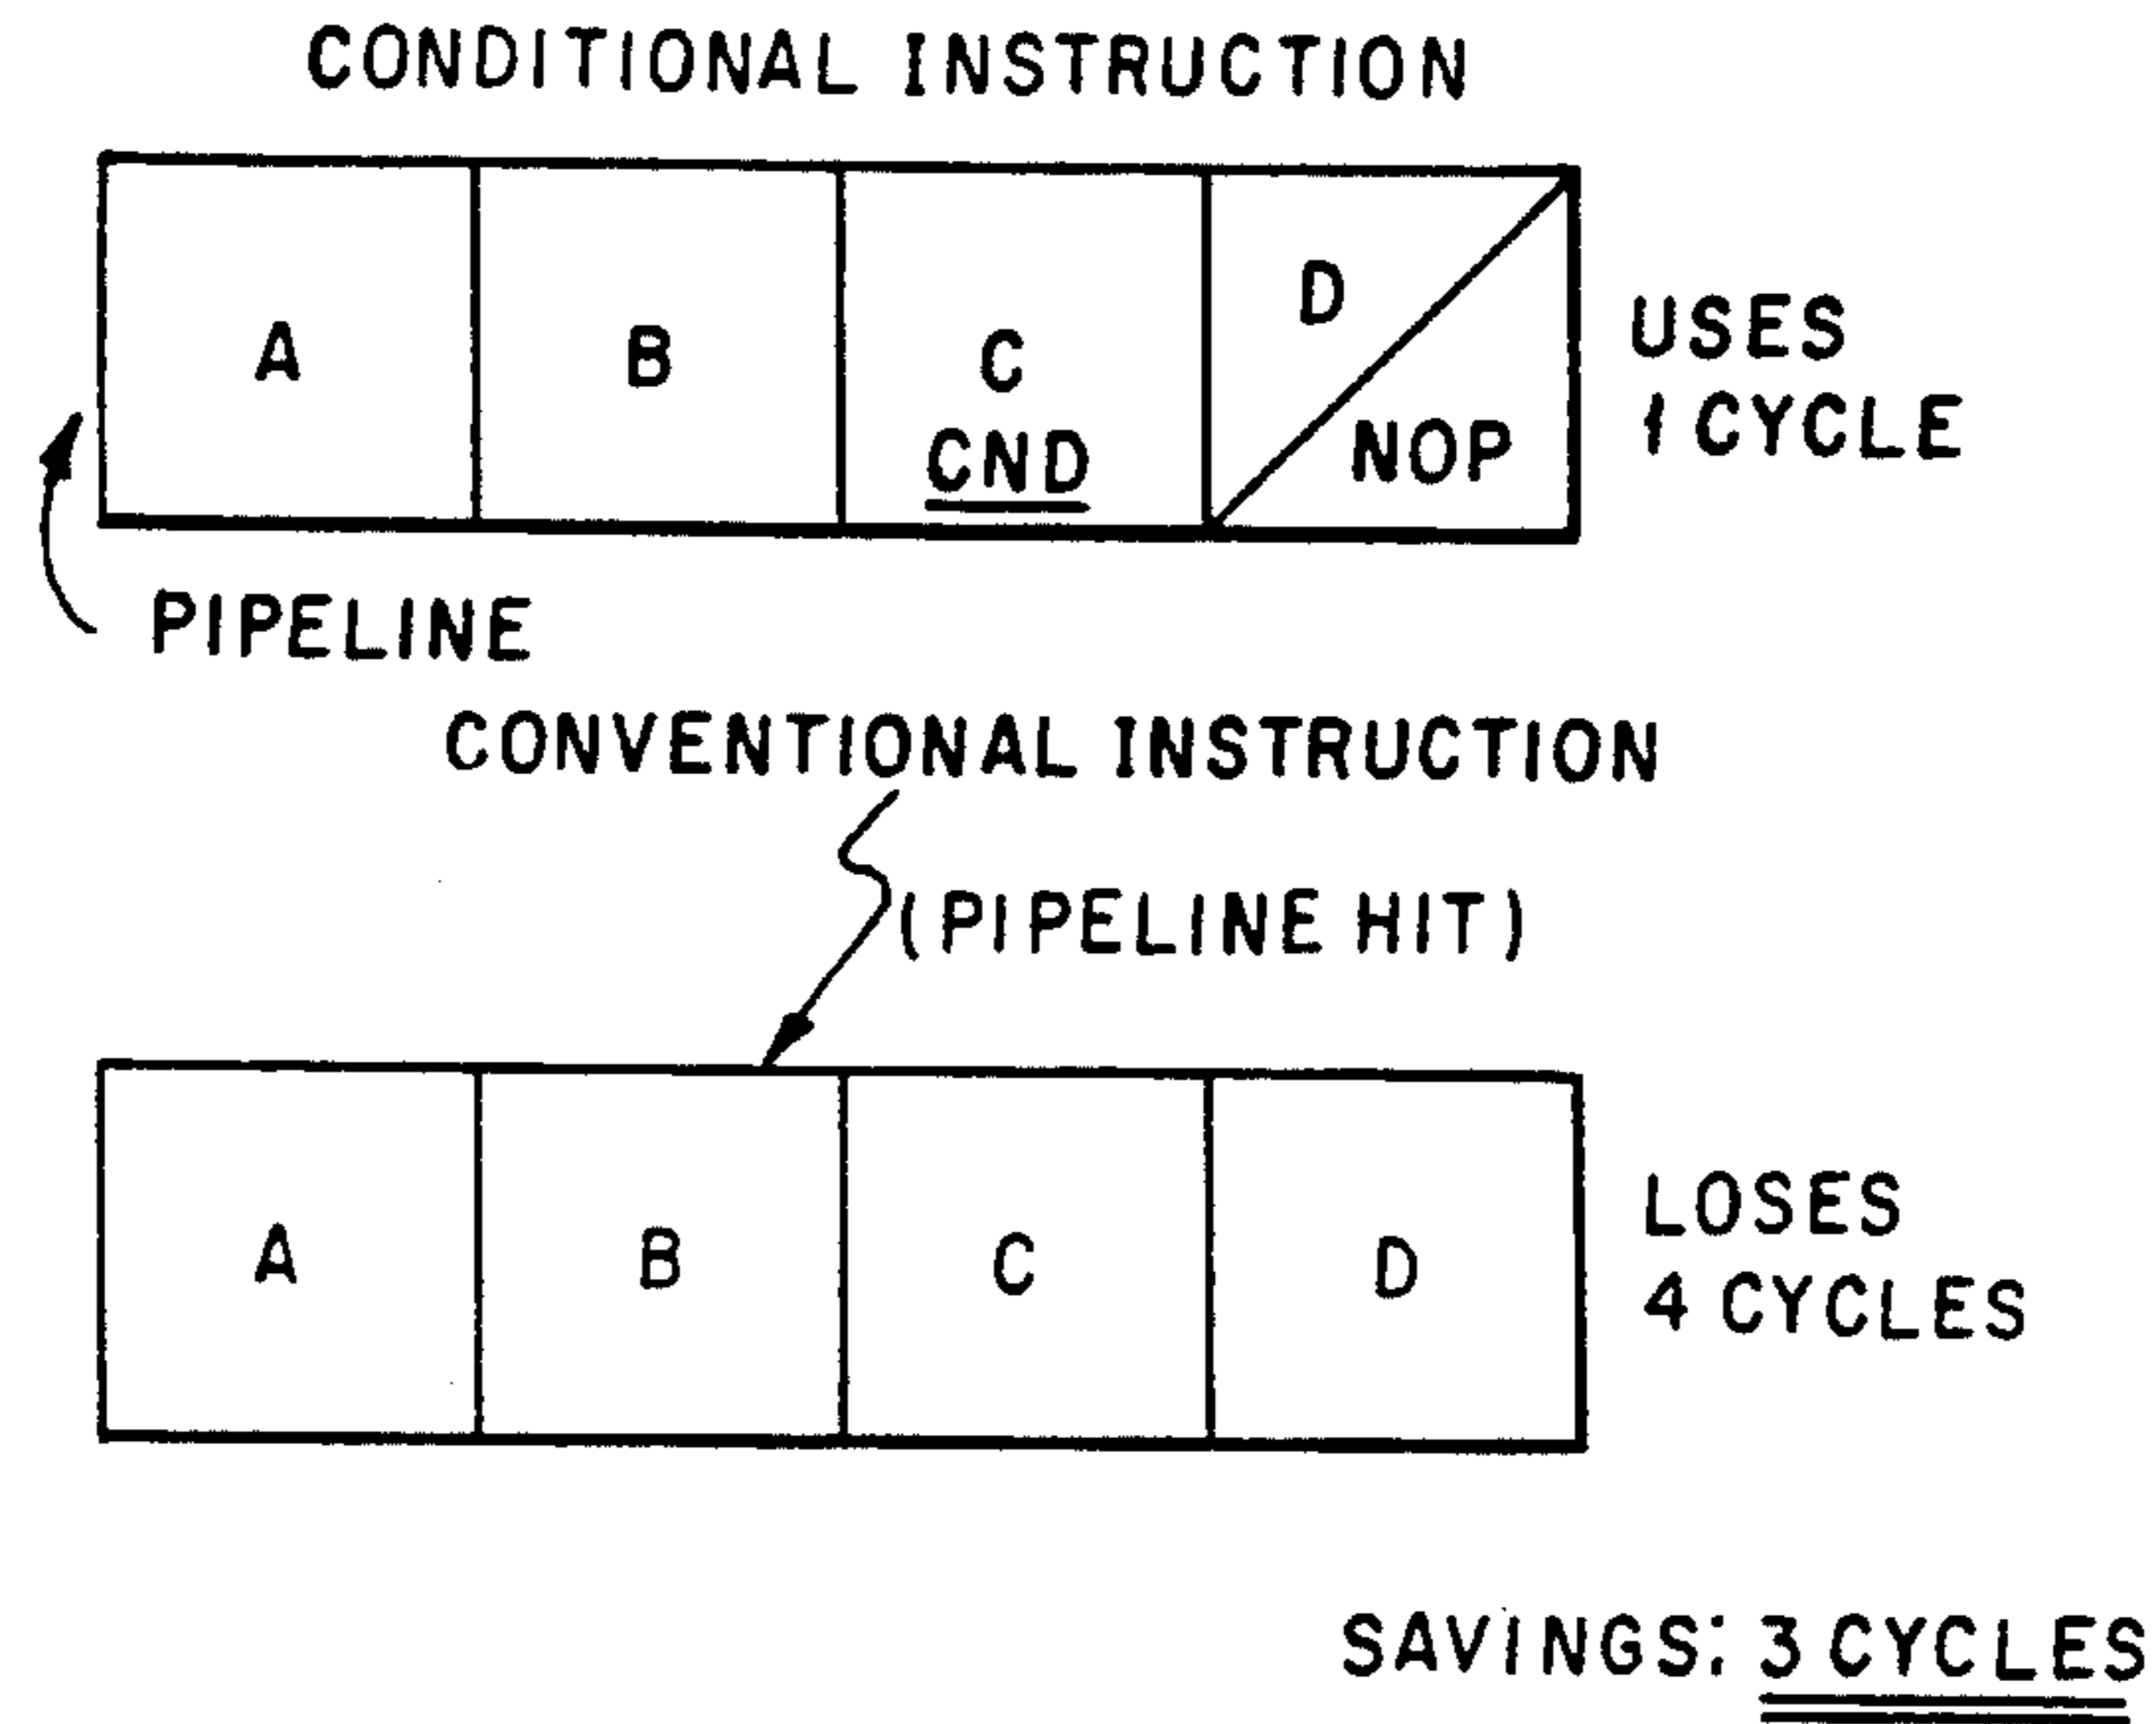 CONDITIONAL INSTRUCTION
A
B
C
CND
D
NOP
USES
1 CYCLE
PIPELINE
CONVENTIONAL INSTRUCTION
(PIPELINE HIT)
A
B
C
D
LOSES
4 CYCLES
SAVINGS: 3 CYCLES